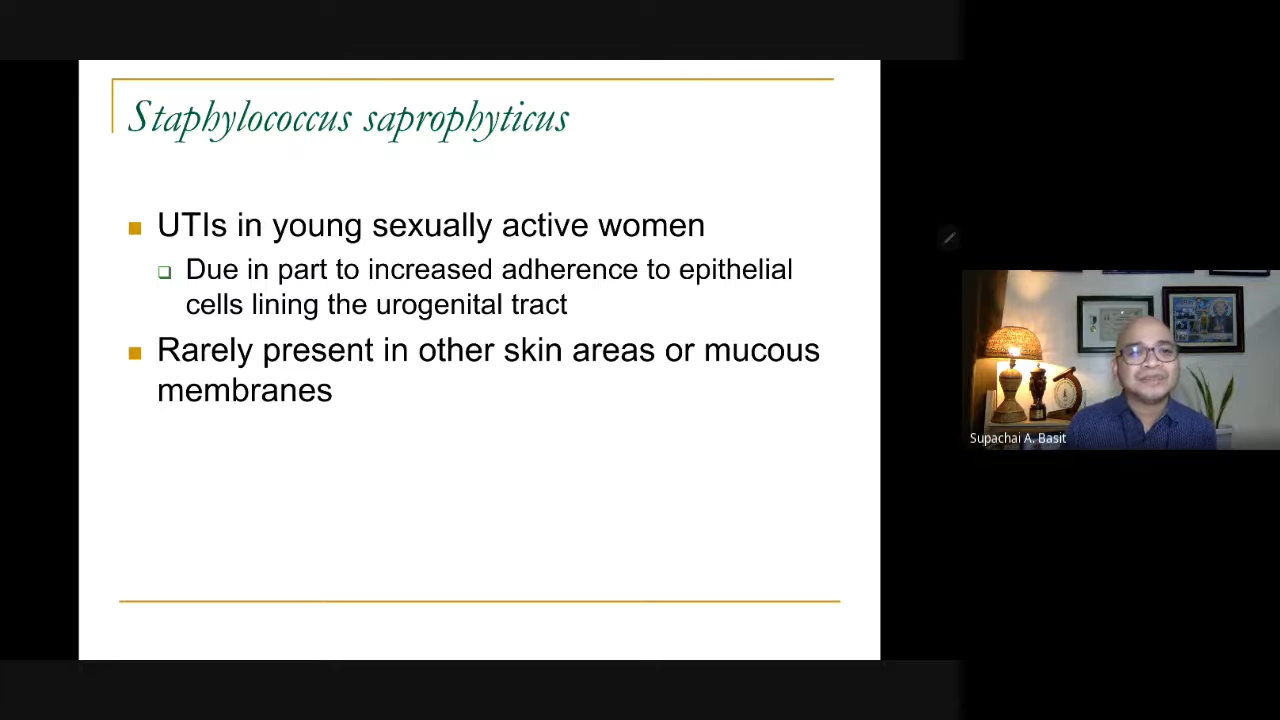 Staphylococcus saprophyticus
UTIs in young sexually active women
Due in part to increased adherence to epithelial
cells lining the urogenital tract
Rarely present in other skin areas or mucous
membranes
Supachai A. Basit